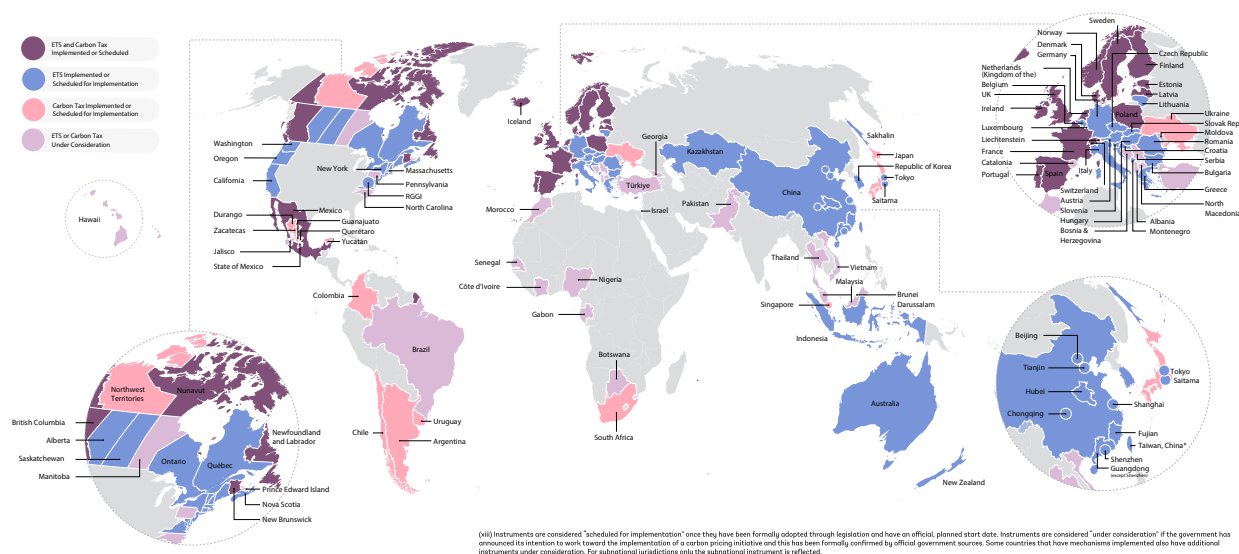 ETS and Carbon Tax
Implemented or Scheduled
ETS Implemented or
Scheduled for Implementation
Carbon Tax Implemented or
Scheduled for Implementation
ETS or Carbon Tax
Under Consideration
Hawaii
Washington
Oregon
California
New York
Massachusetts
Pennsylvania
RGGI
North Carolina
Durango
Zacatecas
Jalisco
State of Mexico
Mexico
Guanajuato
Querétaro
Yucatán
Colombia
Brazil
Chile
Uruguay
Argentina
Iceland
Morocco
Senegal
Côte d'Ivoire
Nigeria
Gabon
Botswana
South Africa
Georgia
Türkiye
Israel
Pakistan
Kazakhstan
China
Sakhalin
Japan
Republic of Korea
Tokyo
Saitama
Thailand
Vietnam
Malaysia
Singapore
Brunei
Darussalam
Indonesia
Australia
New Zealand
Northwest
Territories
Nunavut
British Columbia
Alberta
Saskatchewan
Manitoba
Ontario
Québec
Newfoundland
and Labrador
Prince Edward Island
Nova Scotia
New Brunswick
Sweden
Norway
Denmark
Germany
Netherlands
(Kingdom of the)
Belgium
UK
Ireland
Luxembourg
Liechtenstein
France
Catalonia
Portugal
Spain
Italy
Switzerland
Austria
Slovenia
Hungary
Bosnia &
Herzegovina
Czech Republic
Finland
Estonia
Latvia
Lithuania
Poland
Ukraine
Slovak Rep
Moldova
Romania
Croatia
Serbia
Bulgaria
Greece
North
Macedonia
Albania
Montenegro
Beijing
Tianjin
Hubei
Chongqing
Tokyo
Saitama
Shanghai
Fujian
Taiwan, China*
Shenzhen
Guangdong
(except Shenzhen)
(xiii) Instruments are considered "scheduled for implementation" once they have been formally adopted through legislation and have an official, planned start date. Instruments are considered "under consideration" if the government has
announced its intention to work toward the implementation of a carbon pricing initiative and this has been formally confirmed by official government sources. Some countries that have mechanisms implemented also have additional
instruments under consideration. For subnational jurisdictions only the subnational instrument is reflected.